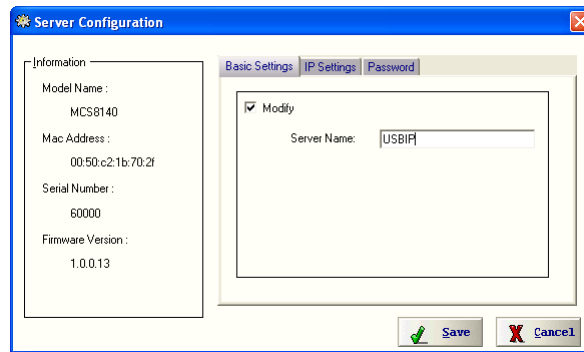 Server Configuration
Information
Model Name :
MCS8140
Mac Address :
00:50:c2:1b:70:2f
Serial Number :
60000
Firmware Version :
1.0.0.13
Basic Settings
IP Settings
Password
Modify
Server Name:
USBIP
Save
Cancel